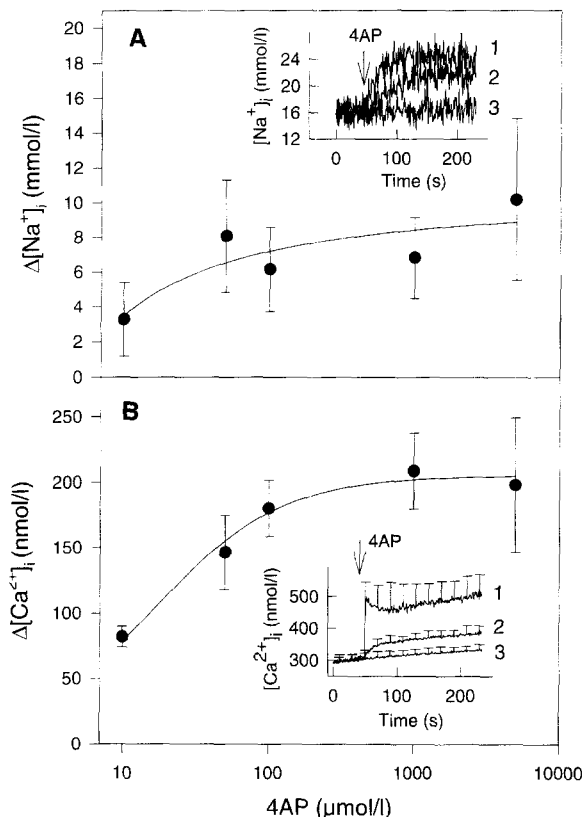 A
Δ[Na+]i (mmol/l)
20
18
16
14
12
10
8
6
4
2
0
4AP
[Na+]i (mmol/l)
28
24
20
16
12
1
2
3
0 100 200
Time (s)
B
Δ[Ca2+]i (nmol/l)
250
200
150
100
50
0
4AP
[Ca2+]i (nmol/l)
500
400
300
1
2
3
0 100 200
Time (s)
10 100 1000 10000
4AP (μmol/l)